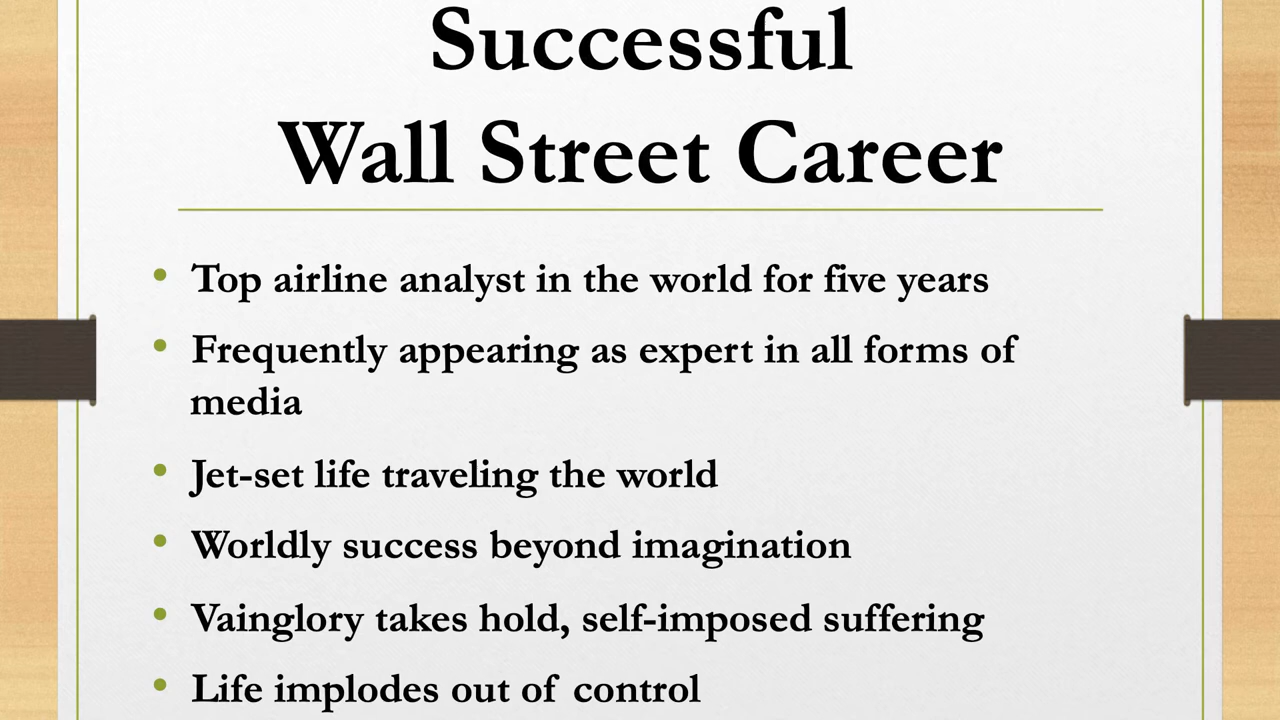 Successful
Wall Street Career
• Top airline analyst in the world for five years
• Frequently appearing as expert in all forms of
media
• Jet-set life traveling the world
• Worldly success beyond imagination
• Vainglory takes hold, self-imposed suffering
• Life implodes out of control